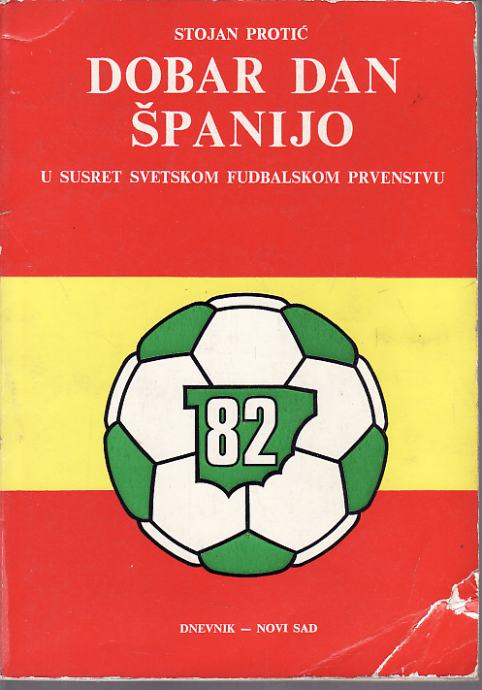 STOJAN PROTIĆ
DOBAR DAN
ŠPANIJO
U SUSRET SVETSKOM FUDBALSKOM PRVENSTVU
82
DNEVNIK — NOVI SAD